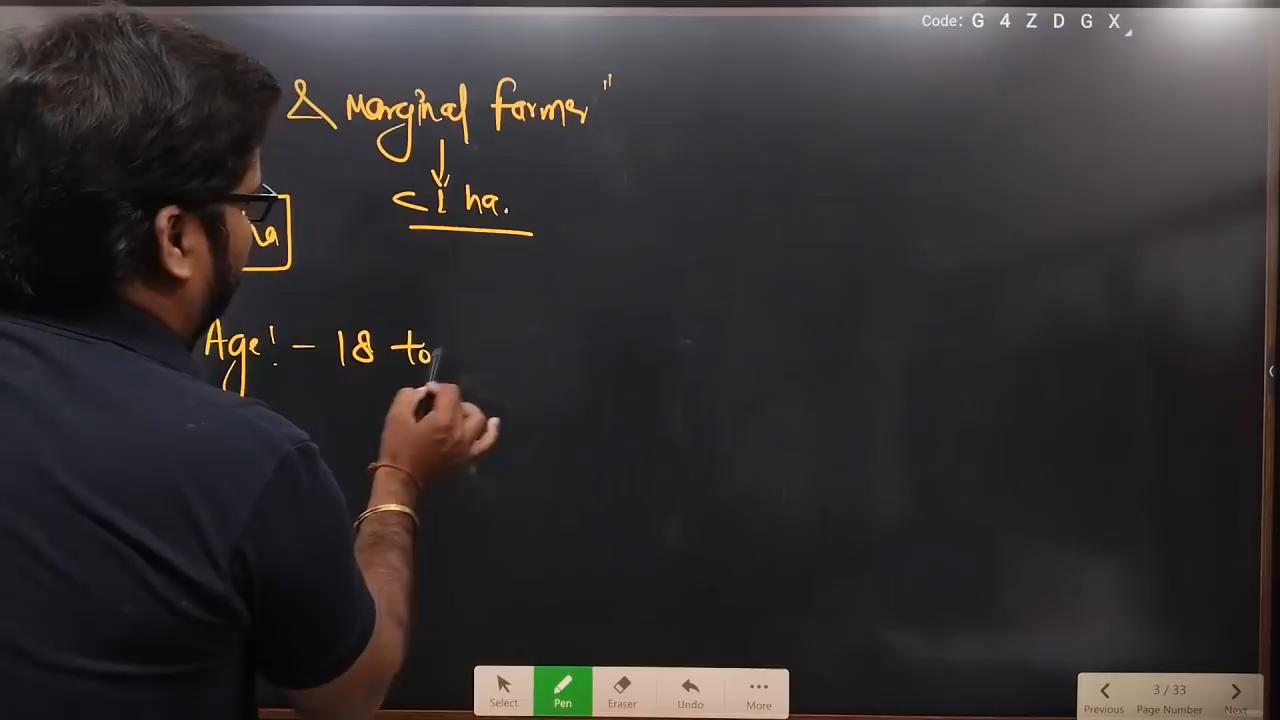 Code: G 4 Z D G X
& Marginal farmer"
< 1 ha.
ha
Age! - 18 to
Select Pen Eraser Undo More
Previous 3 / 33 Page Number Next